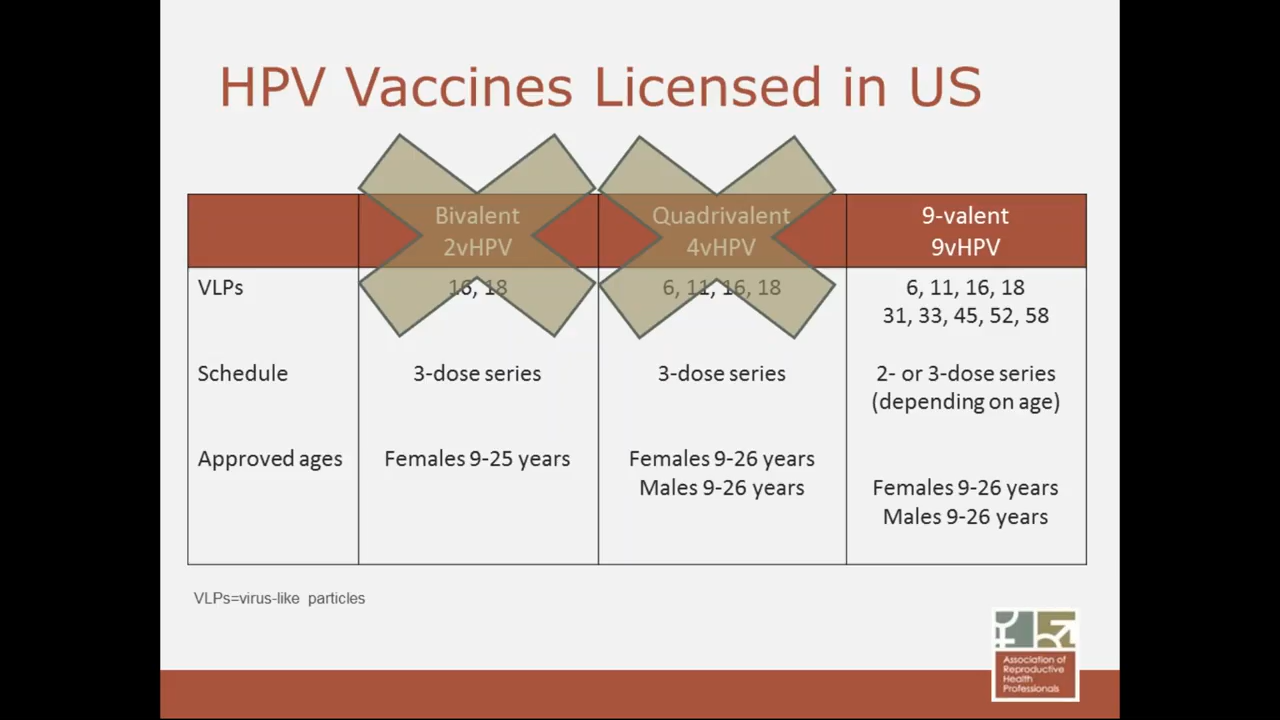 HPV Vaccines Licensed in US
Bivalent
2vHPV
Quadrivalent
4vHPV
9-valent
9vHPV
VLPs
16, 18
6, 11, 16, 18
6, 11, 16, 18
31, 33, 45, 52, 58
Schedule
3-dose series
3-dose series
2- or 3-dose series
(depending on age)
Approved ages
Females 9-25 years
Females 9-26 years
Males 9-26 years
Females 9-26 years
Males 9-26 years
VLPs=virus-like particles
Association of
Reproductive
Health
Professionals